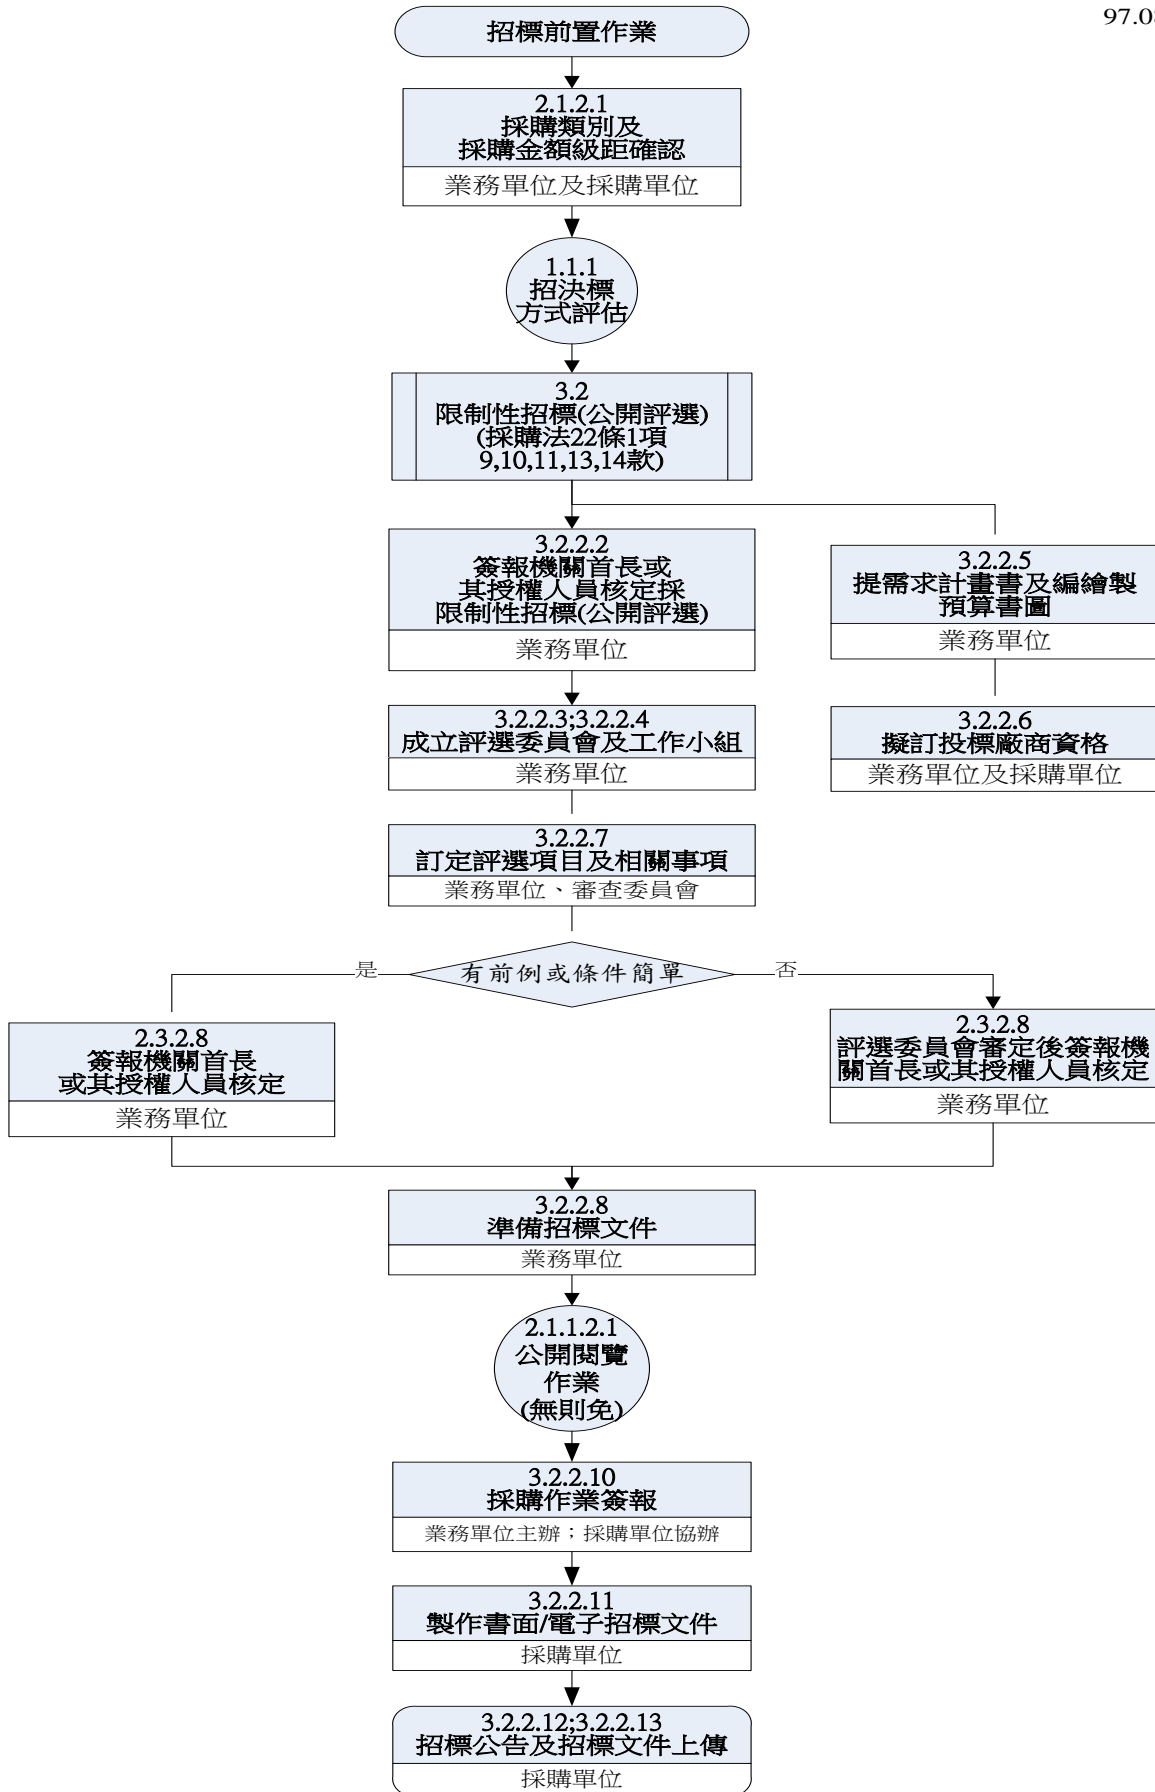 97.08
招標前置作業
2.1.2.1
採購類別及
採購金額級距確認
業務單位及採購單位
1.1.1
招決標
方式評估
3.2
限制性招標(公開評選)
(採購法22條1項
9,10,11,13,14款)
3.2.2.2
簽報機關首長或
其授權人員核定採
限制性招標(公開評選)
業務單位
3.2.2.5
提需求計畫書及編繪製
預算書圖
業務單位
3.2.2.3;3.2.2.4
成立評選委員會及工作小組
業務單位
3.2.2.6
擬訂投標廠商資格
業務單位及採購單位
3.2.2.7
訂定評選項目及相關事項
業務單位、審查委員會
是
有前例或條件簡單
否
2.3.2.8
簽報機關首長
或其授權人員核定
業務單位
2.3.2.8
評選委員會審定後簽報機
關首長或其授權人員核定
業務單位
3.2.2.8
準備招標文件
業務單位
2.1.1.2.1
公開閱覽
作業
(無則免)
3.2.2.10
採購作業簽報
業務單位主辦；採購單位協辦
3.2.2.11
製作書面/電子招標文件
採購單位
3.2.2.12;3.2.2.13
招標公告及招標文件上傳
採購單位